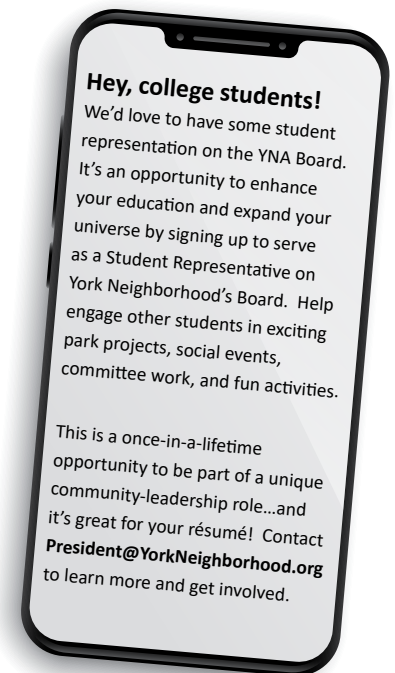 Hey, college students!
We'd love to have some student
representation on the YNA Board.
It's an opportunity to enhance
your education and expand your
universe by signing up to serve
as a Student Representative on
York Neighborhood's Board.  Help
engage other students in exciting
park projects, social events,
committee work, and fun activities.

This is a once-in-a-lifetime
opportunity to be part of a unique
community-leadership role...and
it's great for your résumé!  Contact
President@YorkNeighborhood.org
to learn more and get involved.